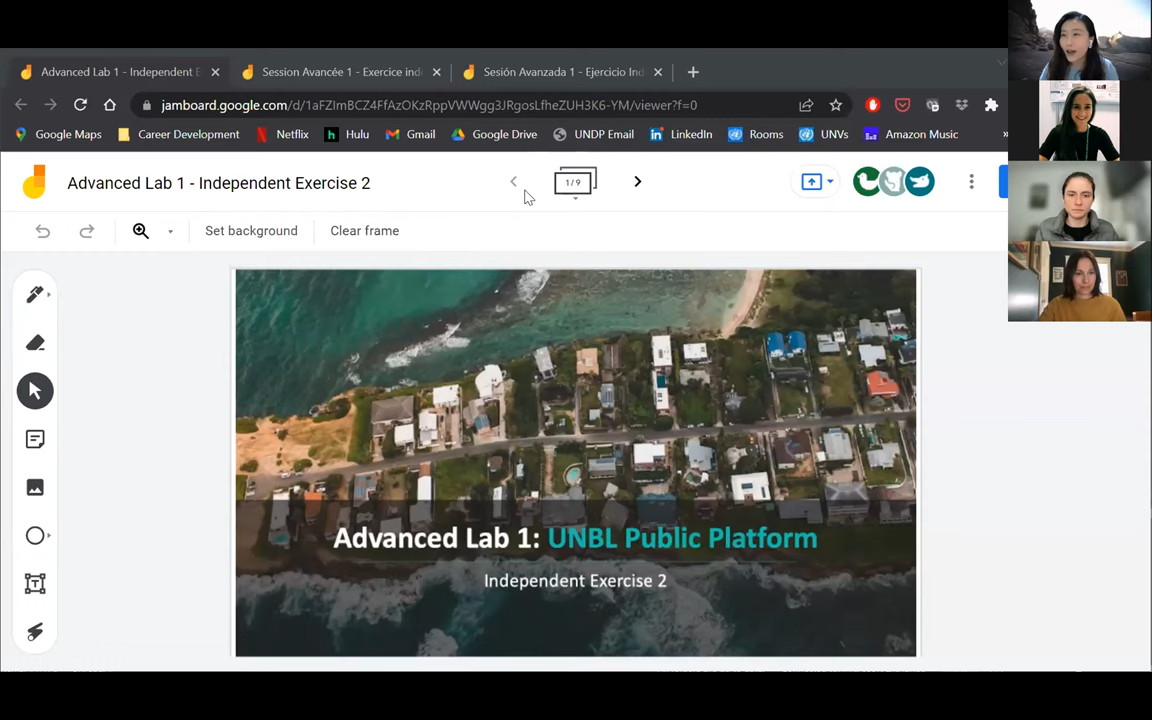 Advanced Lab 1 - Independent E
Session Avancée 1 - Exercice ind
Sesión Avanzada 1 - Ejercicio Ind
jamboard.google.com/d/1aFZImBCZ4FfAzOKzRppVWWgg3JRgosLfheZUH3K6-YM/viewer?f=0
Google Maps
Career Development
Netflix
Hulu
Gmail
Google Drive
UNDP Email
LinkedIn
Rooms
UNVs
Amazon Music
»
Advanced Lab 1 - Independent Exercise 2
1/9
Set background
Clear frame
Advanced Lab 1: UNBL Public Platform
Independent Exercise 2